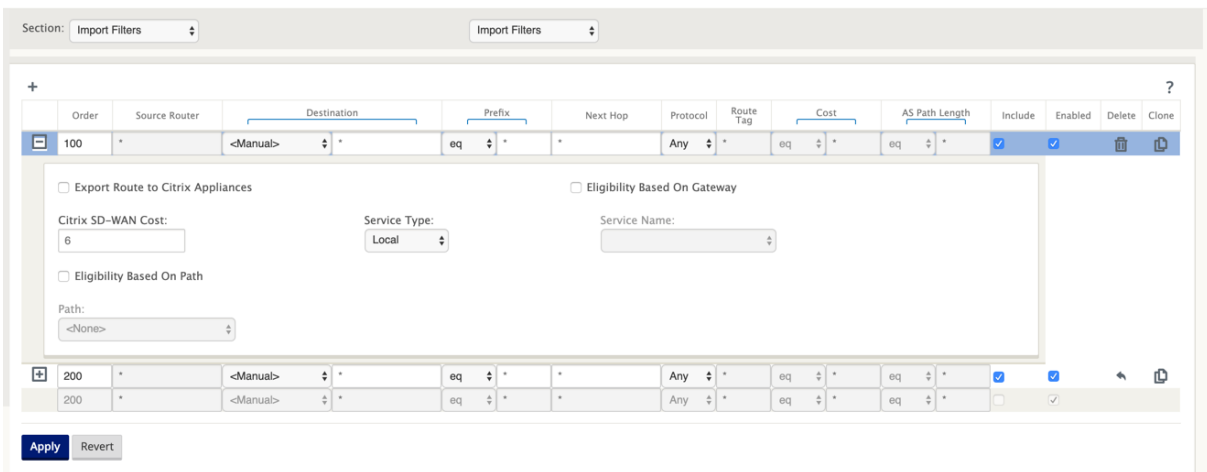 Section: Import Filters Import Filters
+ ?
Order Source Router Destination Prefix Next Hop Protocol Route Tag Cost AS Path Length Include Enabled Delete Clone
100 * <Manual> * eq * * Any * eq * eq *
Export Route to Citrix Appliances Eligibility Based On Gateway
Citrix SD-WAN Cost: Service Type: Service Name:
6 Local
Eligibility Based On Path
Path:
<None>
200 * <Manual> * eq * * Any * eq * eq *
200 * <Manual> * eq * * Any * eq * eq *
Apply Revert